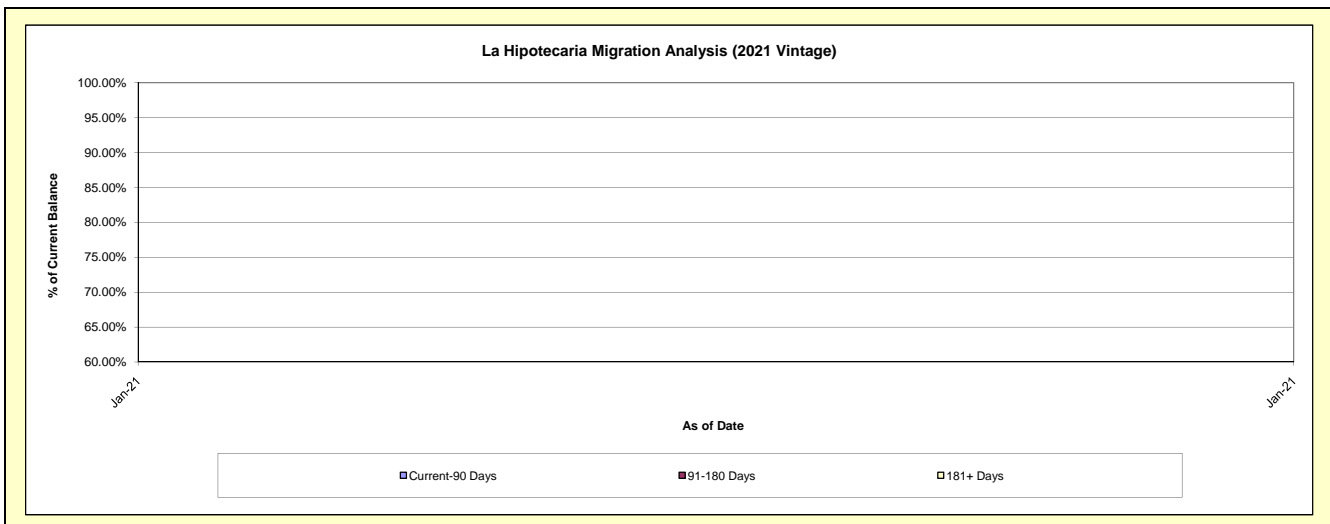 La Hipotecaria Migration Analysis (2021 Vintage)
100.00%
95.00%
90.00%
85.00%
80.00%
75.00%
70.00%
65.00%
60.00%
% of Current Balance
Jan-21
Jan-21
As of Date
Current-90 Days
91-180 Days
181+ Days